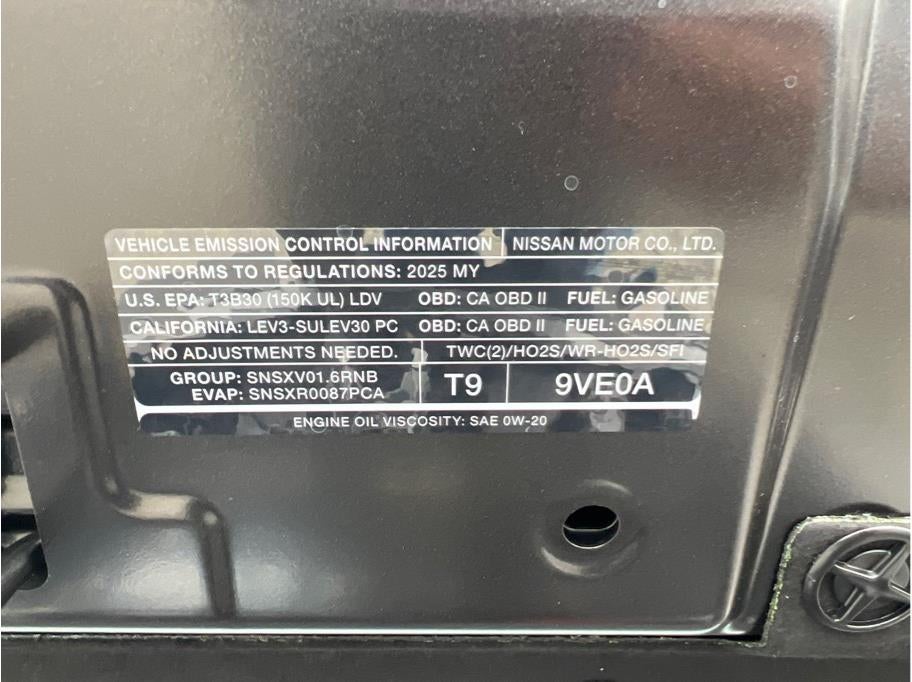 VEHICLE EMISSION CONTROL INFORMATION NISSAN MOTOR CO., LTD.
CONFORMS TO REGULATIONS: 2025 MY
U.S. EPA: T3B30 (150K UL) LDV OBD: CA OBD II FUEL: GASOLINE
CALIFORNIA: LEV3-SULEV30 PC OBD: CA OBD II FUEL: GASOLINE
NO ADJUSTMENTS NEEDED. TWC(2)/HO2S/WR-HO2S/SFI
GROUP: SNSXV01.6RNB
EVAP: SNSXR0087PCA
T9 9VE0A
ENGINE OIL VISCOSITY: SAE 0W-20